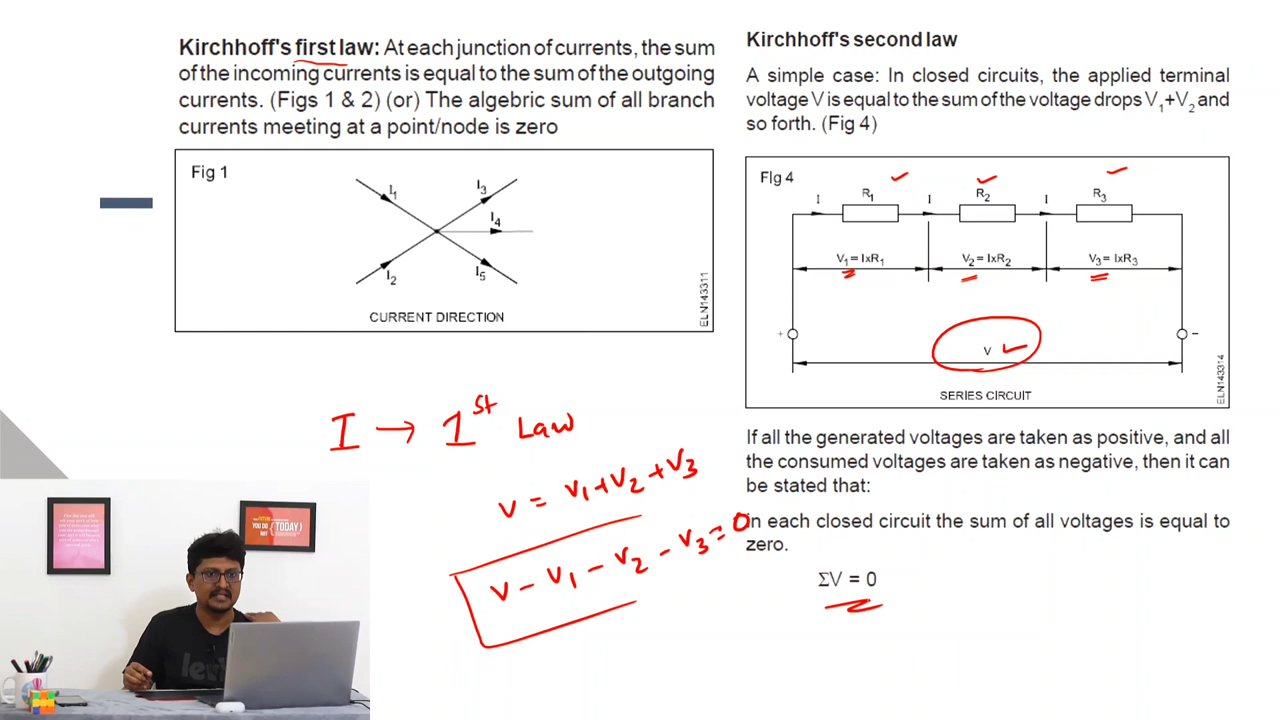 Kirchhoff's first law: At each junction of currents, the sum
of the incoming currents is equal to the sum of the outgoing
currents. (Figs 1 & 2) (or) The algebric sum of all branch
currents meeting at a point/node is zero
Fig 1
I1
I3
I4
I2
I5
CURRENT DIRECTION
ELN143311
I → 1st Law
V = V1+V2+V3
V - V1 - V2 - V3 = 0
Kirchhoff's second law
A simple case: In closed circuits, the applied terminal
voltage V is equal to the sum of the voltage drops V1+V2 and
so forth. (Fig 4)
FIg 4
I R1 I R2 I R3
V1= IxR1 V2= IxR2 V3= IxR3
+ −
V
SERIES CIRCUIT
ELN143314
If all the generated voltages are taken as positive, and all
the consumed voltages are taken as negative, then it can
be stated that:
in each closed circuit the sum of all voltages is equal to
zero.
ΣV = 0
YOU DO
{TODAY}